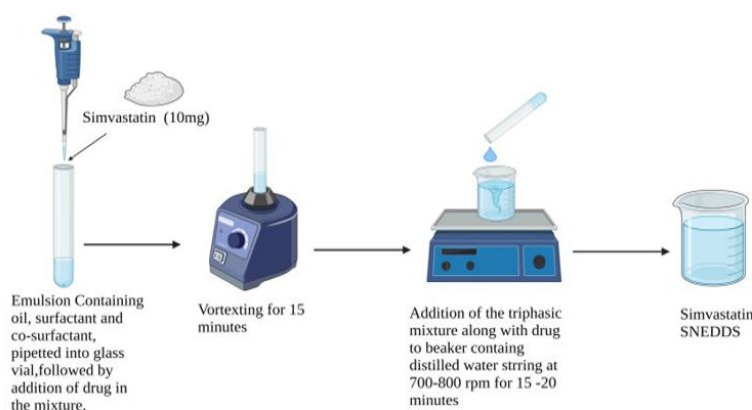 Simvastatin (10mg)
Emulsion Containing
oil, surfactant and
co-surfactant,
pipetted into glass
vial,followed by
addition of drug in
the mixture.
Vortexting for 15
minutes
Addition of the triphasic
mixture along with drug
to beaker containg
distilled water strring at
700-800 rpm for 15 -20
minutes
Simvastatin
SNEDDS